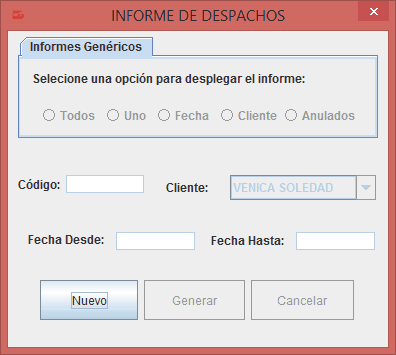 INFORME DE DESPACHOS
Informes Genéricos
Selecione una opción para desplegar el informe:
Todos Uno Fecha Cliente Anulados
Código: Cliente: VENICA SOLEDAD
Fecha Desde: Fecha Hasta:
Nuevo Generar Cancelar